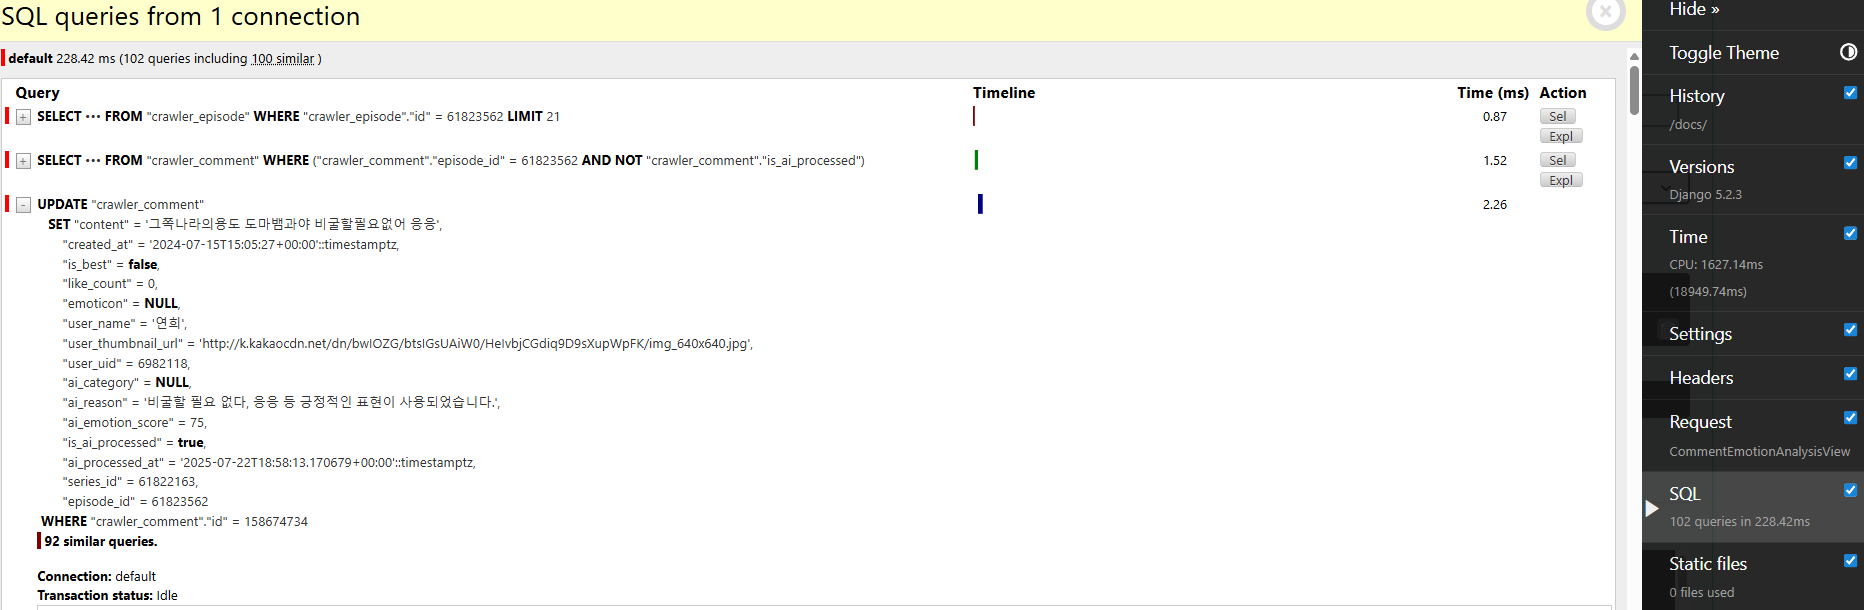 SQL queries from 1 connection
default 228.42 ms (102 queries including 100 similar )
Query Timeline Time (ms) Action
+ SELECT ••• FROM "crawler_episode" WHERE "crawler_episode"."id" = 61823562 LIMIT 21 0.87 Sel
Expl
+ SELECT ••• FROM "crawler_comment" WHERE ("crawler_comment"."episode_id" = 61823562 AND NOT "crawler_comment"."is_ai_processed") 1.52 Sel
Expl
- UPDATE "crawler_comment" 2.26
SET "content" = '그쪽나라의용도 도마뱀과야 비굴할필요없어 응응',
"created_at" = '2024-07-15T15:05:27+00:00'::timestamptz,
"is_best" = false,
"like_count" = 0,
"emoticon" = NULL,
"user_name" = '연희',
"user_thumbnail_url" = 'http://k.kakaocdn.net/dn/bwIOZG/btsIGsUAiW0/HeIvbjCGdiq9D9sXupWpFK/img_640x640.jpg',
"user_uid" = 6982118,
"ai_category" = NULL,
"ai_reason" = '비굴할 필요 없다, 응응 등 긍정적인 표현이 사용되었습니다.',
"ai_emotion_score" = 75,
"is_ai_processed" = true,
"ai_processed_at" = '2025-07-22T18:58:13.170679+00:00'::timestamptz,
"series_id" = 61822163,
"episode_id" = 61823562
WHERE "crawler_comment"."id" = 158674734
92 similar queries.
Connection: default
Transaction status: Idle
Hide »
Toggle Theme
History
/docs/
Versions
Django 5.2.3
Time
CPU: 1627.14ms
(18949.74ms)
Settings
Headers
Request
CommentEmotionAnalysisView
SQL
102 queries in 228.42ms
Static files
0 files used